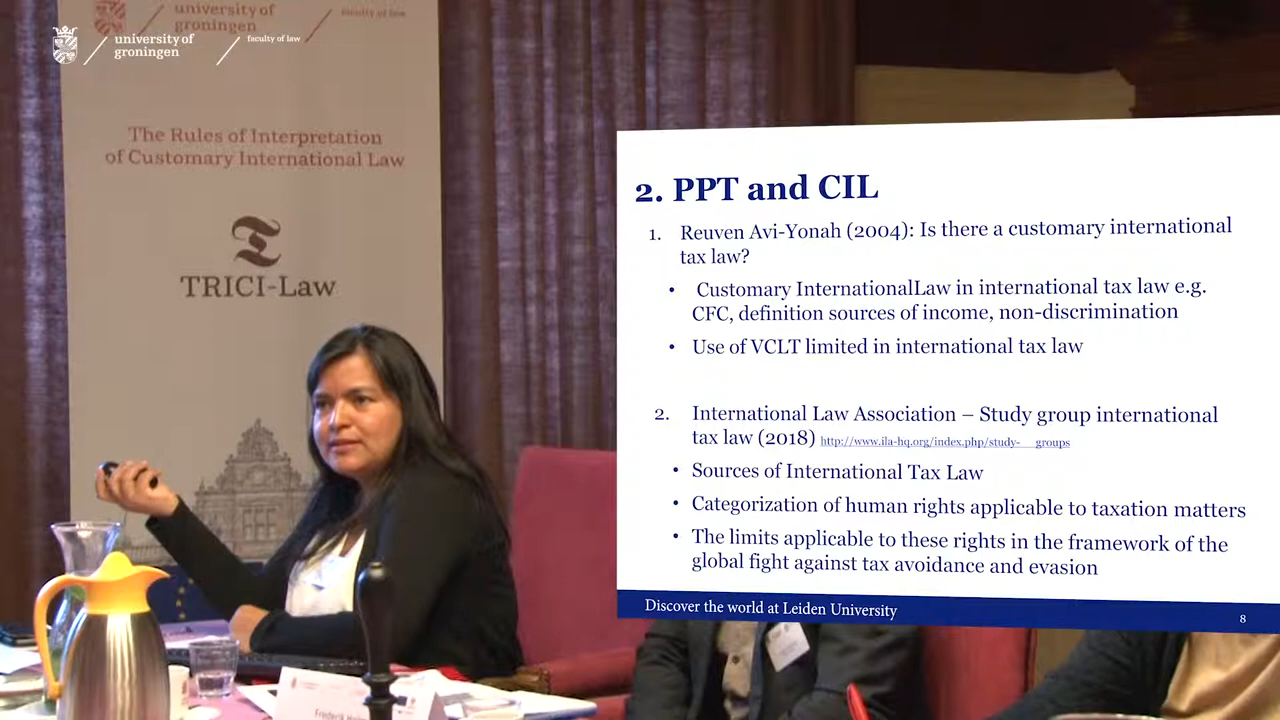 university of
groningen
faculty of law
university of
groningen
faculty of law
The Rules of Interpretation
of Customary International Law
TRICI-Law
2. PPT and CIL
1. Reuven Avi-Yonah (2004): Is there a customary international
tax law?
• Customary InternationalLaw in international tax law e.g.
CFC, definition sources of income, non-discrimination
• Use of VCLT limited in international tax law
2. International Law Association – Study group international
tax law (2018) http://www.ila-hq.org/index.php/study- groups
• Sources of International Tax Law
• Categorization of human rights applicable to taxation matters
• The limits applicable to these rights in the framework of the
global fight against tax avoidance and evasion
Discover the world at Leiden University
8
Frederik